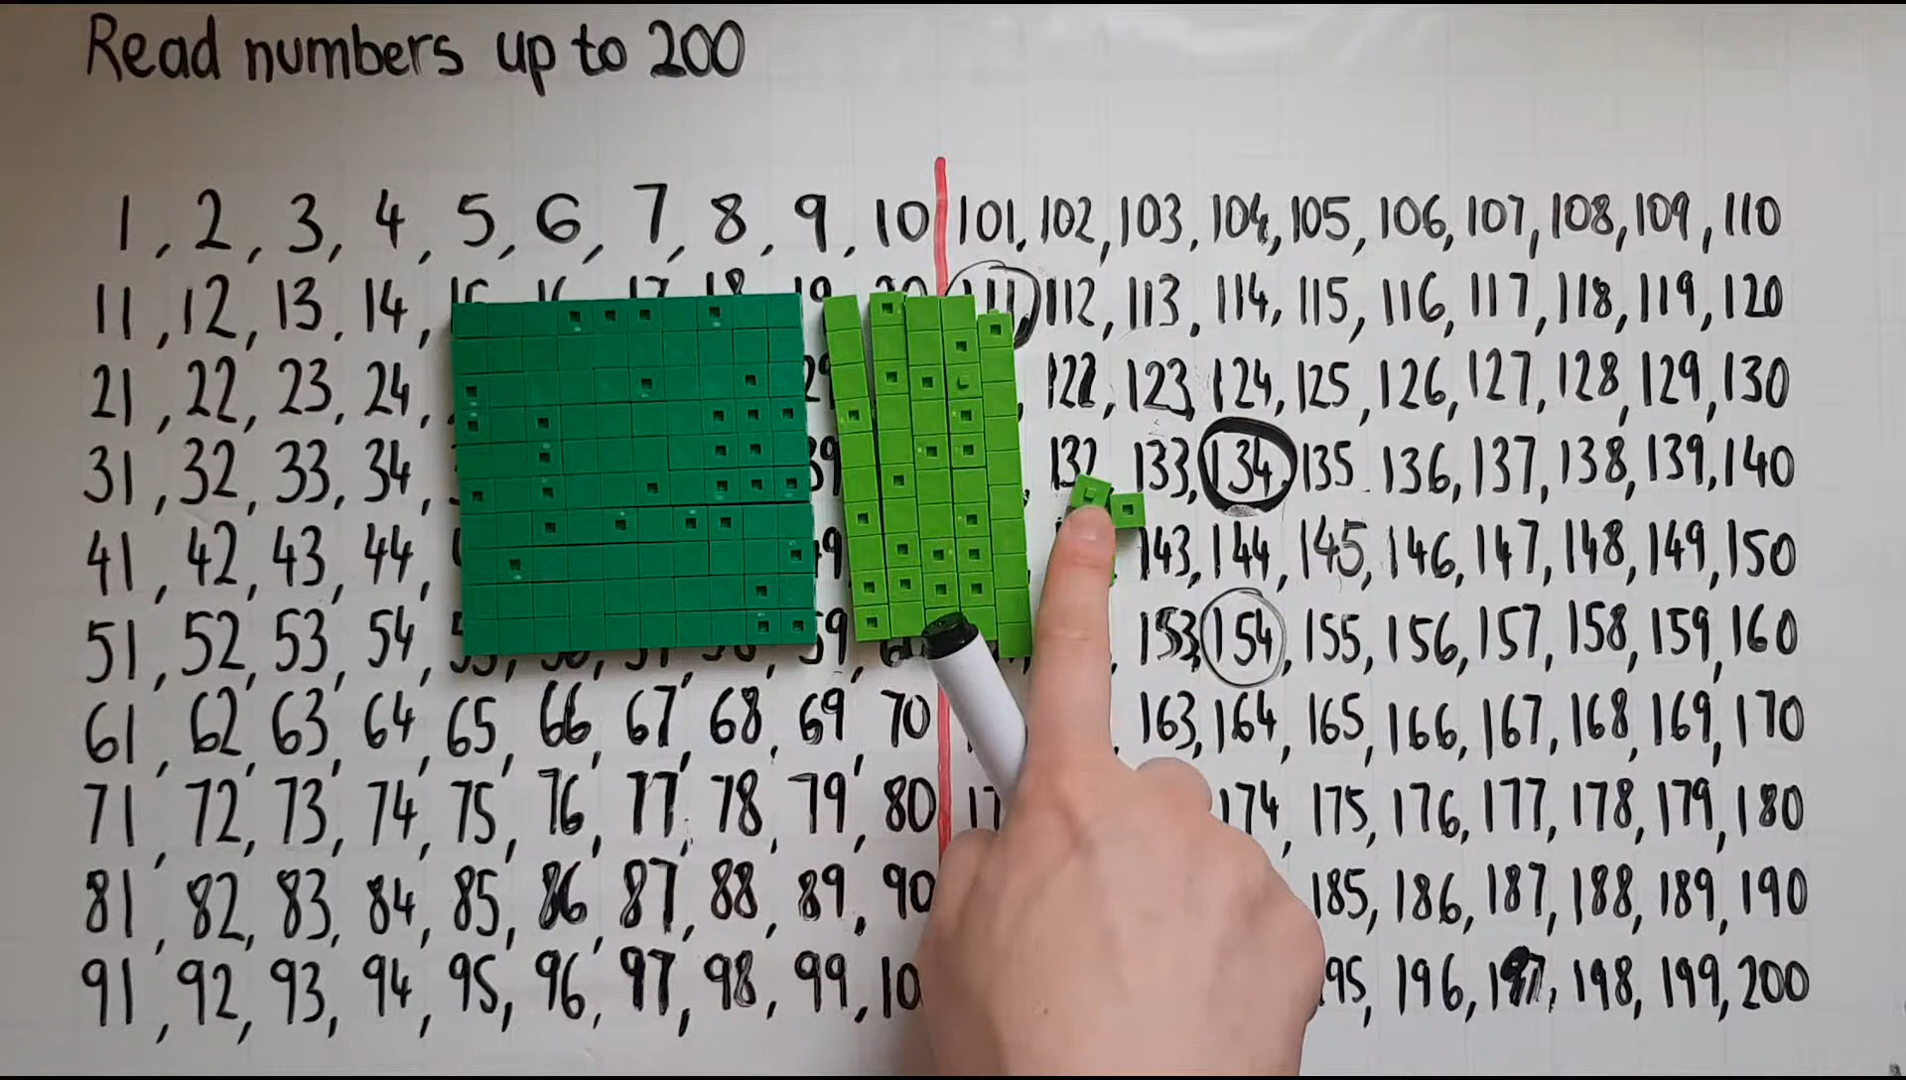 Read numbers up to 200
1, 2, 3, 4, 5, 6, 7, 8, 9, 10 101, 102, 103, 104, 105, 106, 107, 108, 109, 110
11, 12, 13, 14, 111 112, 113, 114, 115, 116, 117, 118, 119, 120
21, 22, 23, 24, 122, 123, 124, 125, 126, 127, 128, 129, 130
31, 32, 33, 34, 132, 133, 134, 135, 136, 137, 138, 139, 140
41, 42, 43, 44, 143, 144, 145, 146, 147, 148, 149, 150
51, 52, 53, 54, 153, 154, 155, 156, 157, 158, 159, 160
61, 62, 63, 64, 65, 66, 67, 68, 69, 70 163, 164, 165, 166, 167, 168, 169, 170
71, 72, 73, 74, 75, 76, 77, 78, 79, 80 174, 175, 176, 177, 178, 179, 180
81, 82, 83, 84, 85, 86, 87, 88, 89, 90 185, 186, 187, 188, 189, 190
91, 92, 93, 94, 95, 96, 97, 98, 99, 196, 197, 198, 199, 200